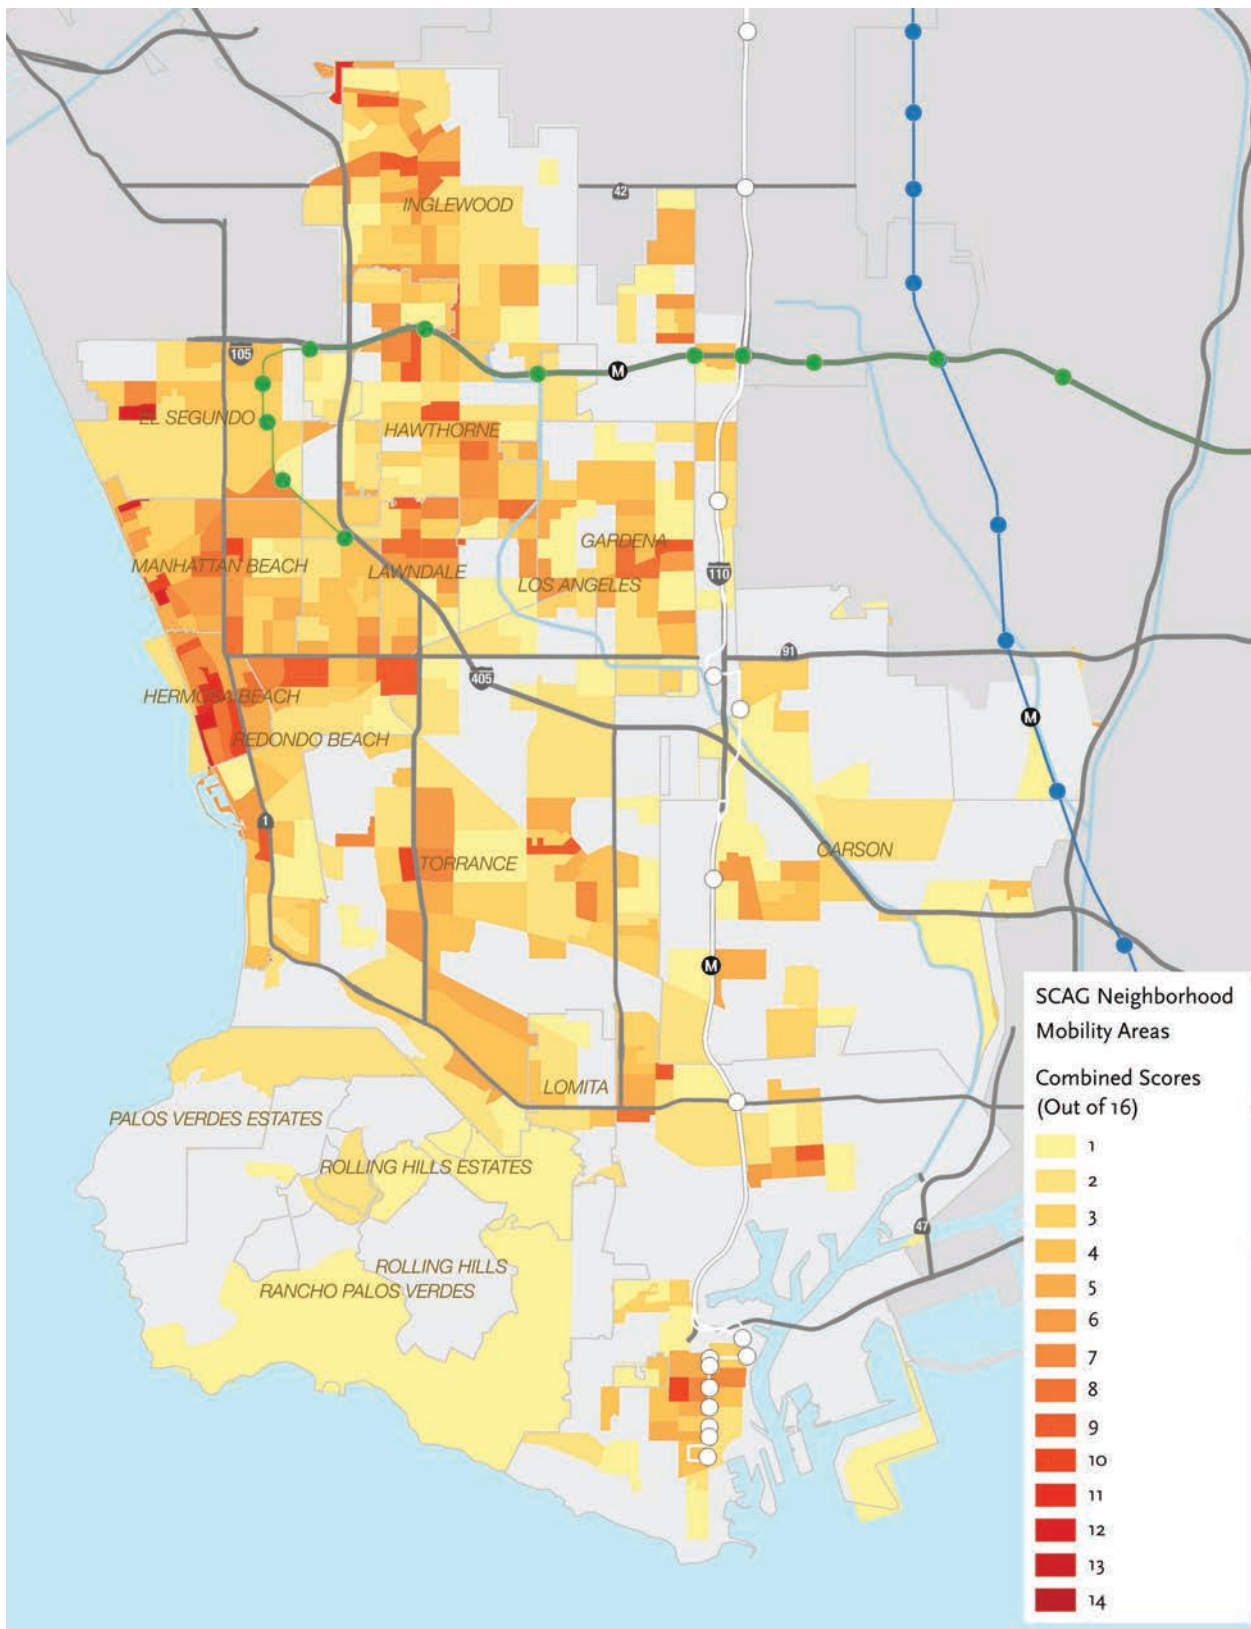 INGLEWOOD
42
105
M
EL SEGUNDO
HAWTHORNE
GARDENA
MANHATTAN BEACH
LAWNDALE
LOS ANGELES
110
91
405
HERMOSA BEACH
REDONDO BEACH
M
1
TORRANCE
CARSON
M
LOMITA
PALOS VERDES ESTATES
ROLLING HILLS ESTATES
47
ROLLING HILLS
RANCHO PALOS VERDES
SCAG Neighborhood
Mobility Areas
Combined Scores
(Out of 16)
1
2
3
4
5
6
7
8
9
10
11
12
13
14